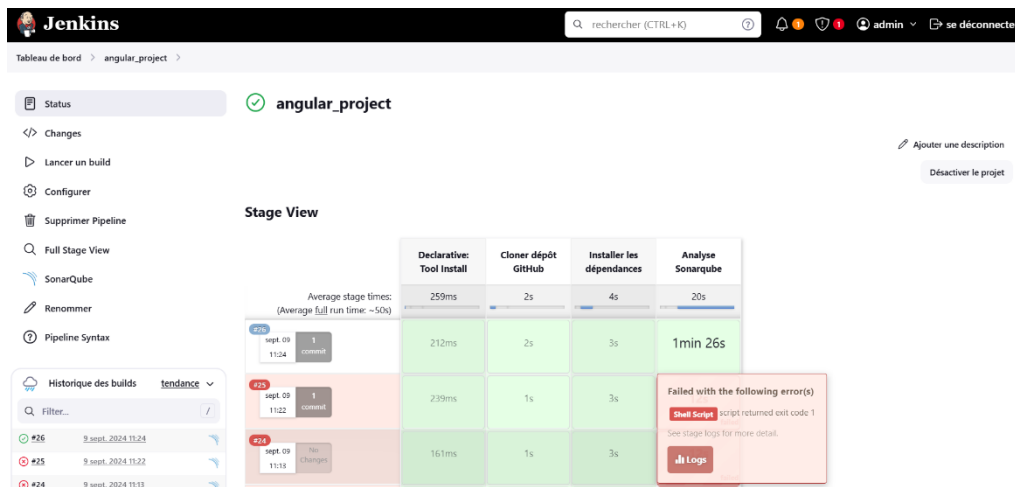 Jenkins
rechercher (CTRL+K)
1
1
admin
se déconnecte
Tableau de bord > angular_project >
Status
Changes
Lancer un build
Configurer
Supprimer Pipeline
Full Stage View
SonarQube
Renommer
Pipeline Syntax
Historique des builds tendance
Filter... /
#26 9 sept. 2024 11:24
#25 9 sept. 2024 11:22
#24 9 sept. 2024 11:13
angular_project
Ajouter une description
Désactiver le projet
Stage View
Declarative: Tool Install
Cloner dépôt GitHub
Installer les dépendances
Analyse Sonarqube
Average stage times:
(Average full run time: ~50s)
259ms 2s 4s 20s
#26
sept. 09
11:24
1
commit
212ms 2s 3s 1min 26s
#25
sept. 09
11:22
1
commit
239ms 1s 3s
Failed with the following error(s)
Shell Script script returned exit code 1
See stage logs for more detail.
Logs
#24
sept. 09
11:13
No
Changes
161ms 1s 3s